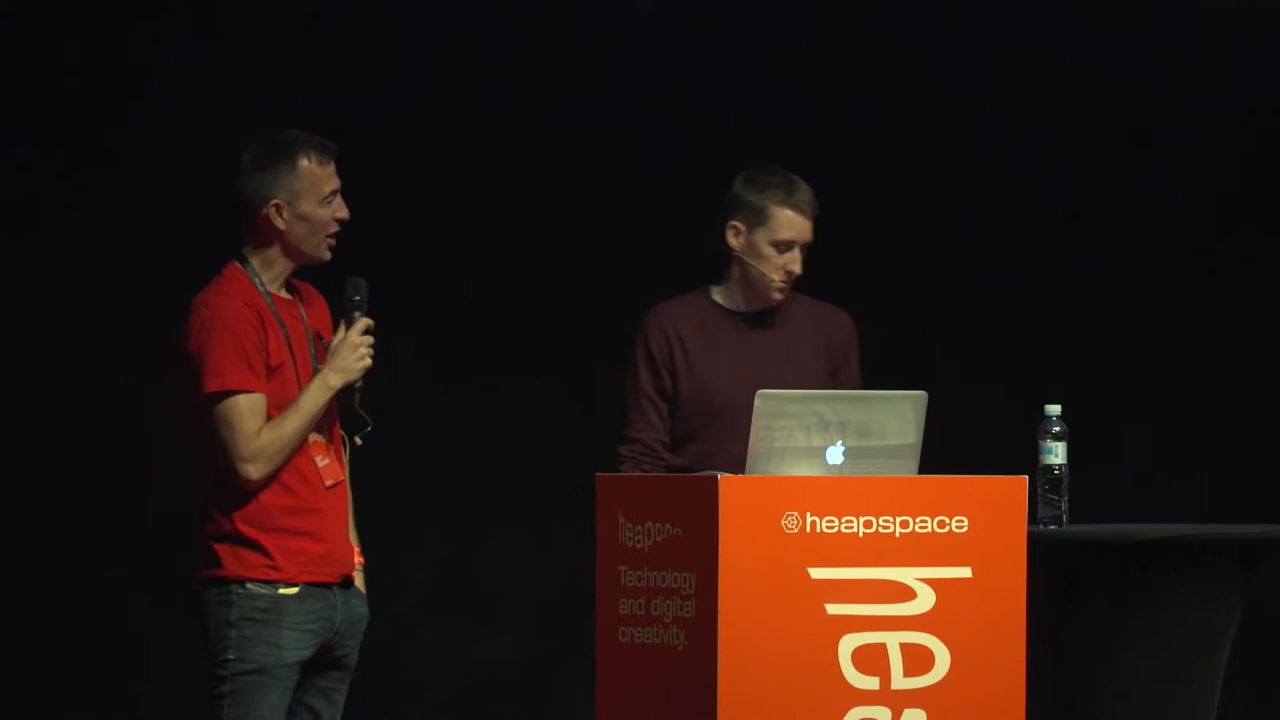 heapspace
Technology
and digital
creativity.
heapspace
hea